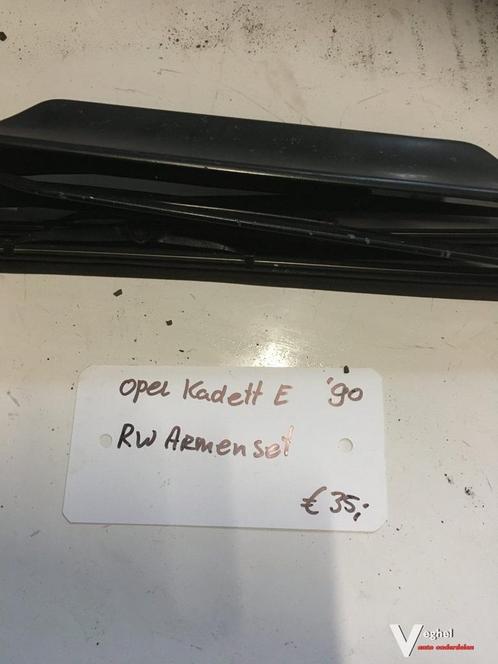 Opel Kadett E '90
RW Armenset
€ 35,-
Veghel
auto onderdelen